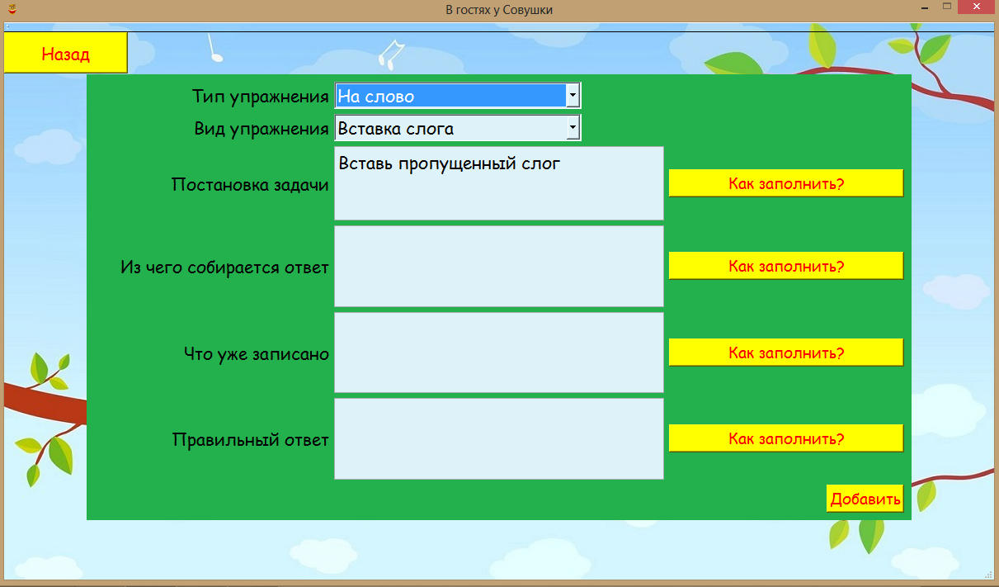 В гостях у Совушки
Назад
Тип упражнения На слово
Вид упражнения Вставка слога
Постановка задачи Вставь пропущенный слог Как заполнить?
Из чего собирается ответ Как заполнить?
Что уже записано Как заполнить?
Правильный ответ Как заполнить?
Добавить